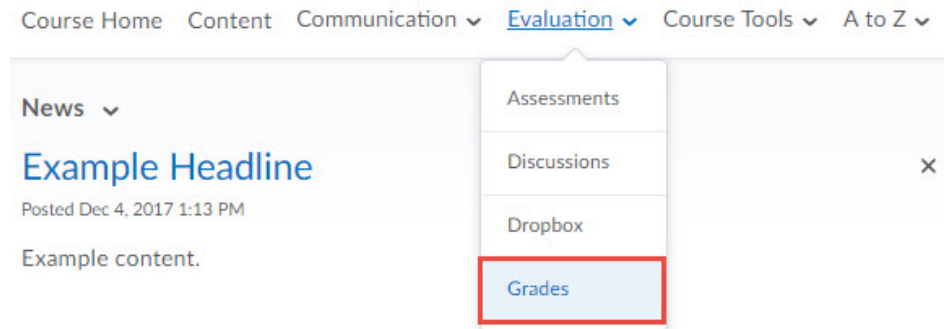 Course Home Content Communication Evaluation Course Tools A to Z
News
Example Headline
Posted Dec 4, 2017 1:13 PM
Example content.
Assessments
Discussions
Dropbox
Grades